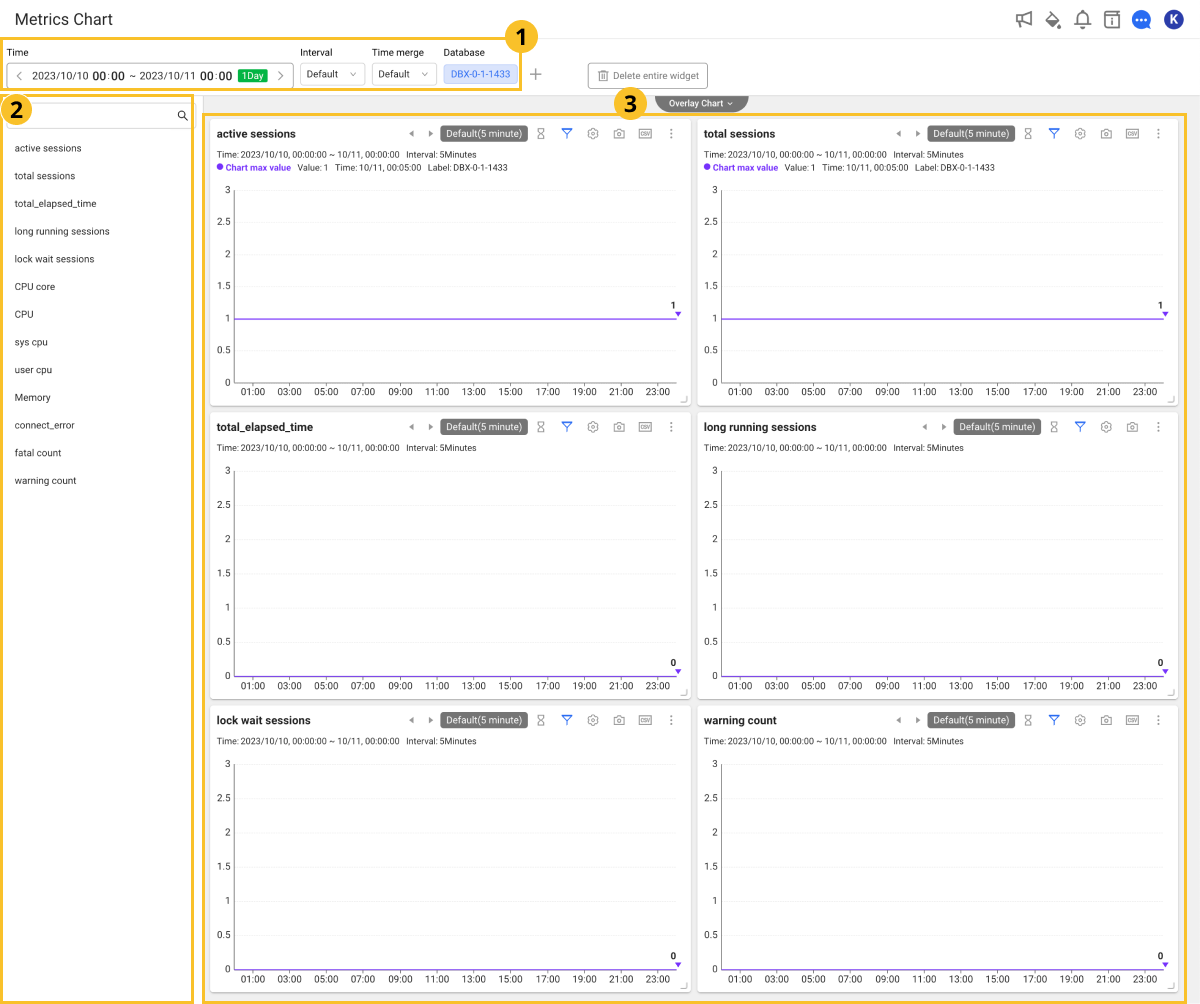 Metrics Chart
K
1
Time Interval Time merge Database
2023/10/10 00:00 ~ 2023/10/11 00:00 1Day Default Default DBX-0-1-1433 + Delete entire widget
2
3 Overlay Chart
active sessions
total sessions
total_elapsed_time
long running sessions
lock wait sessions
CPU core
CPU
sys cpu
user cpu
Memory
connect_error
fatal count
warning count
active sessions Default(5 minute) CSV
Time: 2023/10/10, 00:00:00 ~ 10/11, 00:00:00 Interval: 5Minutes
Chart max value Value: 1 Time: 10/11, 00:05:00 Label: DBX-0-1-1433
3
2.5
2
1.5
1
1
0.5
0
01:00 03:00 05:00 07:00 09:00 11:00 13:00 15:00 17:00 19:00 21:00 23:00
total sessions Default(5 minute) CSV
Time: 2023/10/10, 00:00:00 ~ 10/11, 00:00:00 Interval: 5Minutes
Chart max value Value: 1 Time: 10/11, 00:05:00 Label: DBX-0-1-1433
3
2.5
2
1.5
1
1
0.5
0
01:00 03:00 05:00 07:00 09:00 11:00 13:00 15:00 17:00 19:00 21:00 23:00
total_elapsed_time Default(5 minute) CSV
Time: 2023/10/10, 00:00:00 ~ 10/11, 00:00:00 Interval: 5Minutes
3
2.5
2
1.5
1
0.5
0
0
01:00 03:00 05:00 07:00 09:00 11:00 13:00 15:00 17:00 19:00 21:00 23:00
long running sessions Default(5 minute)
Time: 2023/10/10, 00:00:00 ~ 10/11, 00:00:00 Interval: 5Minutes
3
2.5
2
1.5
1
0.5
0
0
01:00 03:00 05:00 07:00 09:00 11:00 13:00 15:00 17:00 19:00 21:00 23:00
lock wait sessions Default(5 minute) CSV
Time: 2023/10/10, 00:00:00 ~ 10/11, 00:00:00 Interval: 5Minutes
3
2.5
2
1.5
1
0.5
0
0
01:00 03:00 05:00 07:00 09:00 11:00 13:00 15:00 17:00 19:00 21:00 23:00
warning count Default(5 minute) CSV
Time: 2023/10/10, 00:00:00 ~ 10/11, 00:00:00 Interval: 5Minutes
3
2.5
2
1.5
1
0.5
0
0
01:00 03:00 05:00 07:00 09:00 11:00 13:00 15:00 17:00 19:00 21:00 23:00